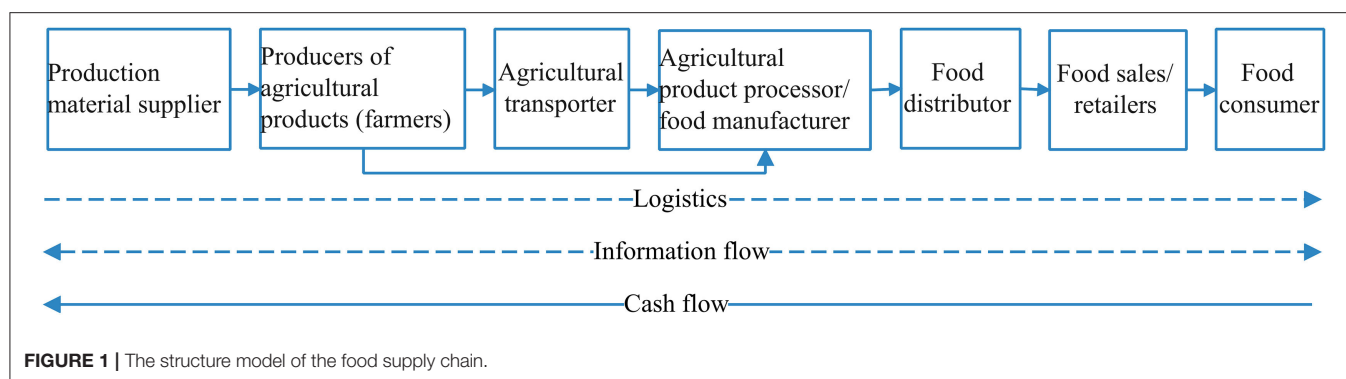 Production
material supplier
Producers of
agricultural
products (farmers)
Agricultural
transporter
Agricultural
product processor/
food manufacturer
Food
distributor
Food sales/
retailers
Food
consumer
Logistics
Information flow
Cash flow
FIGURE 1 | The structure model of the food supply chain.